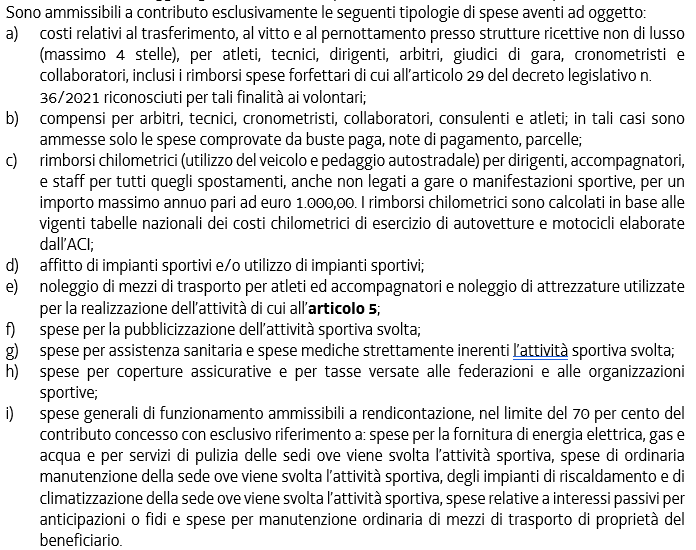 Sono ammissibili a contributo esclusivamente le seguenti tipologie di spese aventi ad oggetto:
a) costi relativi al trasferimento, al vitto e al pernottamento presso strutture ricettive non di lusso
(massimo 4 stelle), per atleti, tecnici, dirigenti, arbitri, giudici di gara, cronometristi e
collaboratori, inclusi i rimborsi spese forfettari di cui all'articolo 29 del decreto legislativo n.
36/2021 riconosciuti per tali finalità ai volontari;
b) compensi per arbitri, tecnici, cronometristi, collaboratori, consulenti e atleti; in tali casi sono
ammesse solo le spese comprovate da buste paga, note di pagamento, parcelle;
c) rimborsi chilometrici (utilizzo del veicolo e pedaggio autostradale) per dirigenti, accompagnatori,
e staff per tutti quegli spostamenti, anche non legati a gare o manifestazioni sportive, per un
importo massimo annuo pari ad euro 1.000,00. I rimborsi chilometrici sono calcolati in base alle
vigenti tabelle nazionali dei costi chilometrici di esercizio di autovetture e motocicli elaborate
dall'ACI;
d) affitto di impianti sportivi e/o utilizzo di impianti sportivi;
e) noleggio di mezzi di trasporto per atleti ed accompagnatori e noleggio di attrezzature utilizzate
per la realizzazione dell'attività di cui all'articolo 5;
f) spese per la pubblicizzazione dell'attività sportiva svolta;
g) spese per assistenza sanitaria e spese mediche strettamente inerenti l'attività sportiva svolta;
h) spese per coperture assicurative e per tasse versate alle federazioni e alle organizzazioni
sportive;
i) spese generali di funzionamento ammissibili a rendicontazione, nel limite del 70 per cento del
contributo concesso con esclusivo riferimento a: spese per la fornitura di energia elettrica, gas e
acqua e per servizi di pulizia delle sedi ove viene svolta l'attività sportiva, spese di ordinaria
manutenzione della sede ove viene svolta l'attività sportiva, degli impianti di riscaldamento e di
climatizzazione della sede ove viene svolta l'attività sportiva, spese relative a interessi passivi per
anticipazioni o fidi e spese per manutenzione ordinaria di mezzi di trasporto di proprietà del
beneficiario.